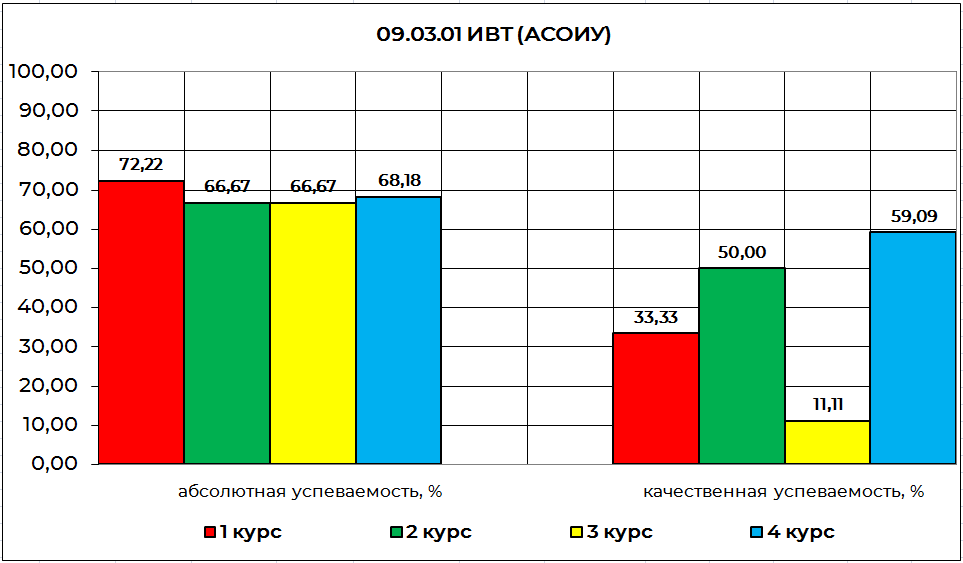 09.03.01 ИВТ (АСОИУ)
100,00
90,00
80,00
70,00
60,00
50,00
40,00
30,00
20,00
10,00
0,00
72,22
66,67
66,67
68,18
33,33
50,00
11,11
59,09
абсолютная успеваемость, %
качественная успеваемость, %
1 курс
2 курс
3 курс
4 курс